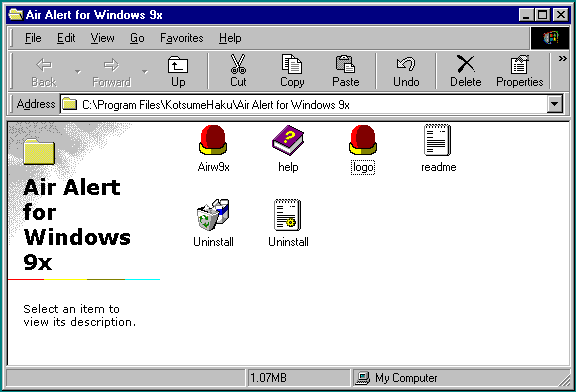 Air Alert for Windows 9x
File Edit View Go Favorites Help
Back Forward Up Cut Copy Paste Undo Delete Properties »
Address C:\Program Files\KotsumeHaku\Air Alert for Windows 9x
Air Alert
for
Windows
9x
Select an item to
view its description.
Airw9x help logo readme
Uninstall Uninstall
1.07MB My Computer